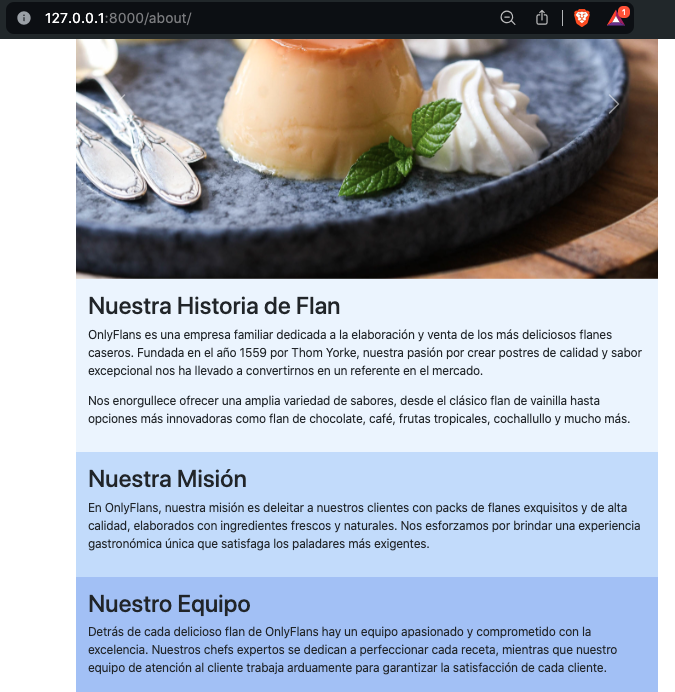 127.0.0.1:8000/about/
1
Nuestra Historia de Flan
OnlyFlans es una empresa familiar dedicada a la elaboración y venta de los más deliciosos flanes
caseros. Fundada en el año 1559 por Thom Yorke, nuestra pasión por crear postres de calidad y sabor
excepcional nos ha llevado a convertirnos en un referente en el mercado.
Nos enorgullece ofrecer una amplia variedad de sabores, desde el clásico flan de vainilla hasta
opciones más innovadoras como flan de chocolate, café, frutas tropicales, cochallullo y mucho más.
Nuestra Misión
En OnlyFlans, nuestra misión es deleitar a nuestros clientes con packs de flanes exquisitos y de alta
calidad, elaborados con ingredientes frescos y naturales. Nos esforzamos por brindar una experiencia
gastronómica única que satisfaga los paladares más exigentes.
Nuestro Equipo
Detrás de cada delicioso flan de OnlyFlans hay un equipo apasionado y comprometido con la
excelencia. Nuestros chefs expertos se dedican a perfeccionar cada receta, mientras que nuestro
equipo de atención al cliente trabaja arduamente para garantizar la satisfacción de cada cliente.